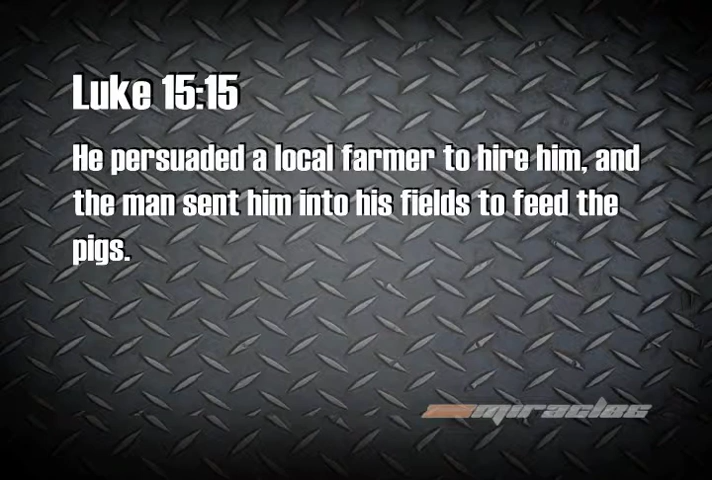 Luke 15:15
He persuaded a local farmer to hire him, and
the man sent him into his fields to feed the
pigs.
miracles